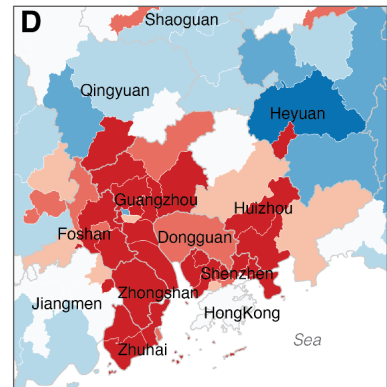 D
Shaoguan
Qingyuan
Heyuan
Guangzhou
Huizhou
Foshan
Dongguan
Shenzhen
Jiangmen
Zhongshan
HongKong
Sea
Zhuhai